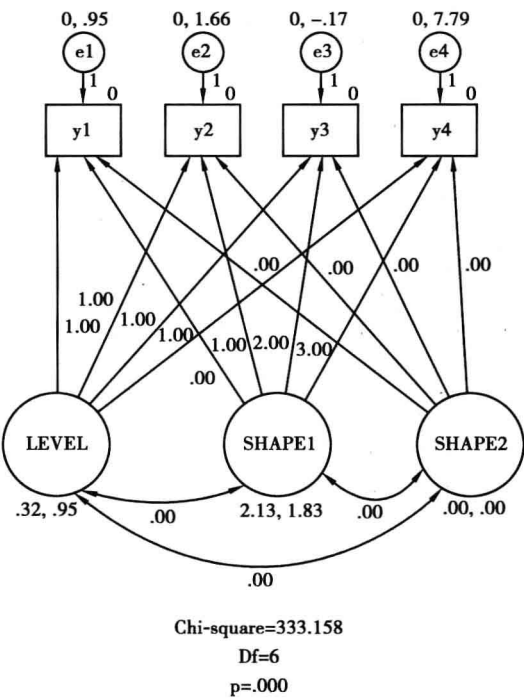 0, .95 0, 1.66 0, –.17 0, 7.79
e1 e2 e3 e4
1 1 1 1
0 0 0 0
y1 y2 y3 y4
.00 .00 .00 .00
1.00
1.00 1.00 1.00 1.00 2.00 3.00
.00
LEVEL SHAPE1 SHAPE2
.32, .95 .00 2.13, 1.83 .00 .00, .00
.00
Chi-square=333.158
Df=6
p=.000